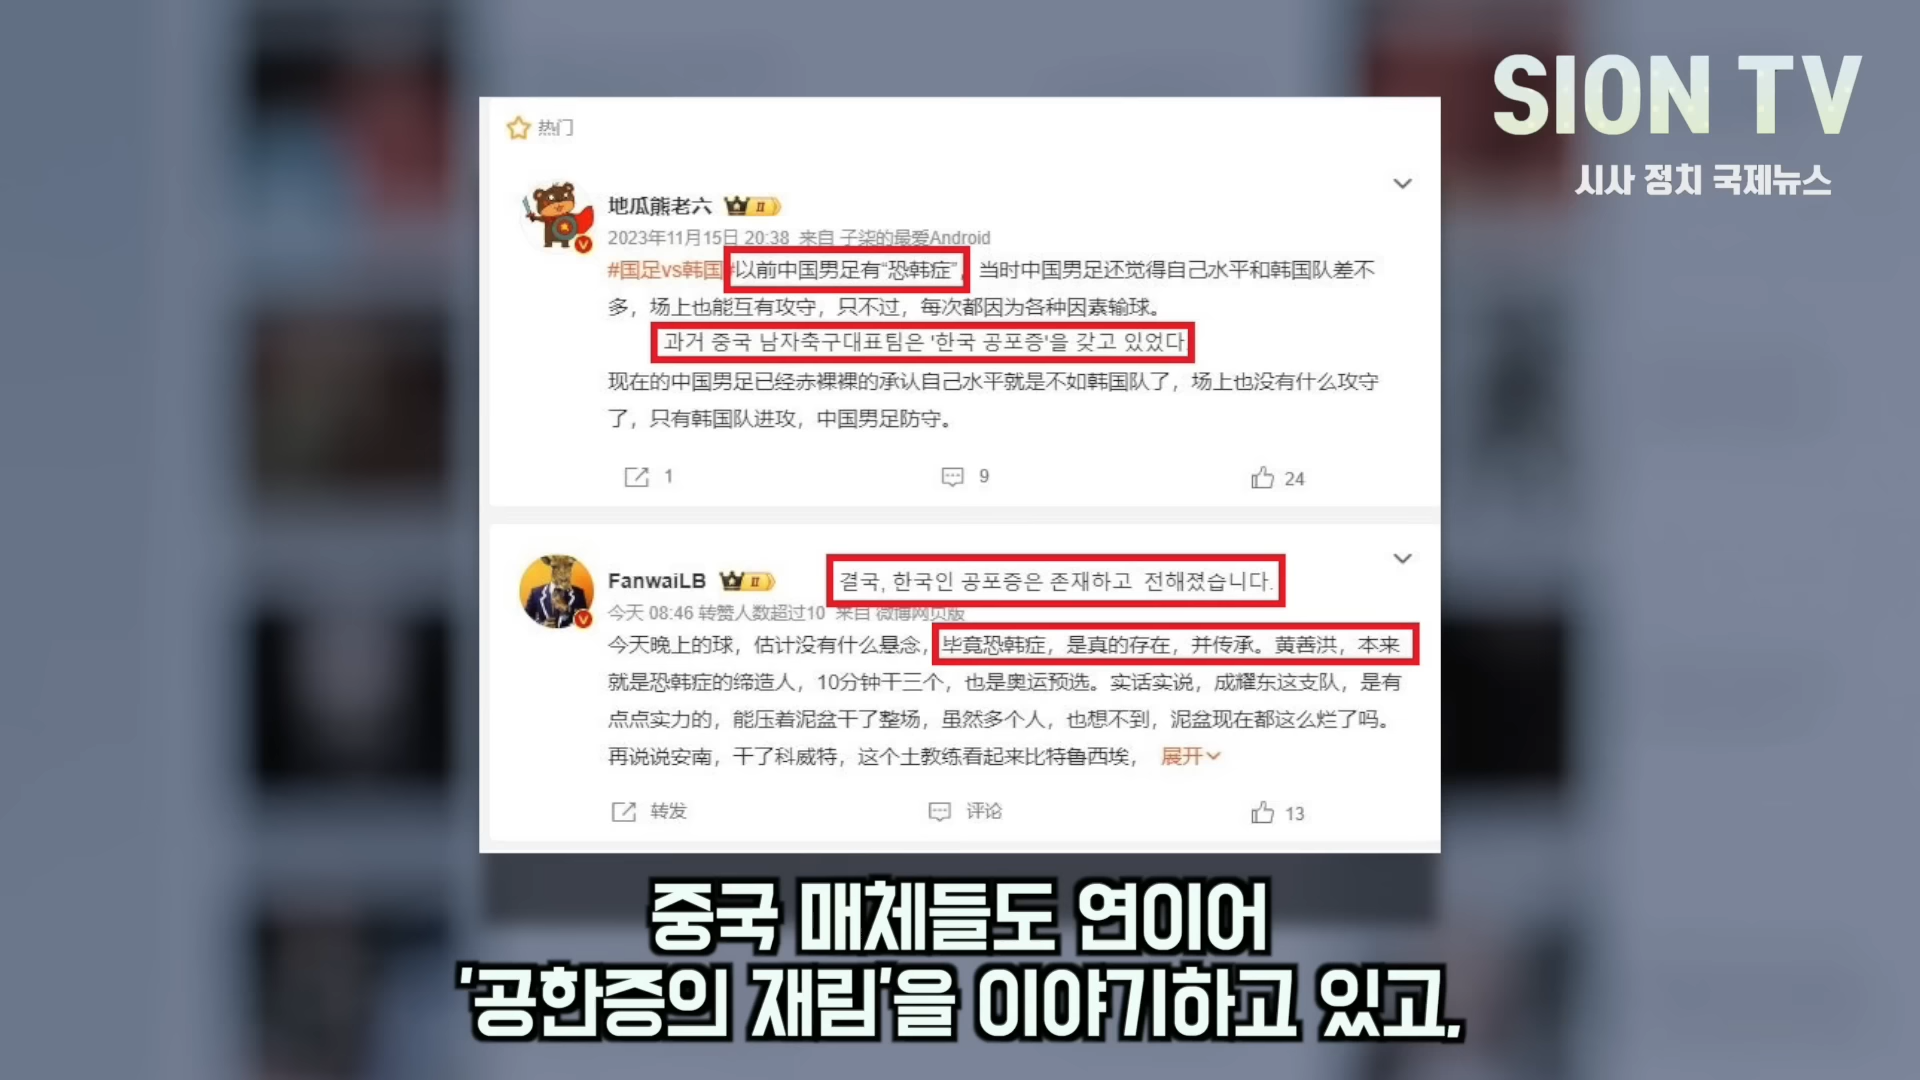 SION TV
시사 정치 국제뉴스
热门
地瓜熊老六 II
2023年11月15日 20:38 来自 子柒的最爱Android
#国足vs韩国#以前中国男足有“恐韩症”，当时中国男足还觉得自己水平和韩国队差不
多，场上也能互有攻守，只不过，每次都因为各种因素输球。
과거 중국 남자축구대표팀은 '한국 공포증'을 갖고 있었다.
现在的中国男足已经赤裸裸的承认自己水平就是不如韩国队了，场上也没有什么攻守
了，只有韩国队进攻，中国男足防守。
1 9 24
FanwaiLB II
결국, 한국인 공포증은 존재하고 전해졌습니다.
今天 08:46 转赞人数超过10 来自 微博网页版
今天晚上的球，估计没有什么悬念，毕竟恐韩症，是真的存在，并传承。黄善洪，本来
就是恐韩症的缔造人，10分钟干三个，也是奥运预选。实话实说，成耀东这支队，是有
点点实力的，能压着泥盆干了整场，虽然多个人，也想不到，泥盆现在都这么烂了吗。
再说说安南，干了科威特，这个土教练看起来比特鲁西埃， 展开
转发 评论 13
중국 매체들도 연이어
'공한증의 재림'을 이야기하고 있고,